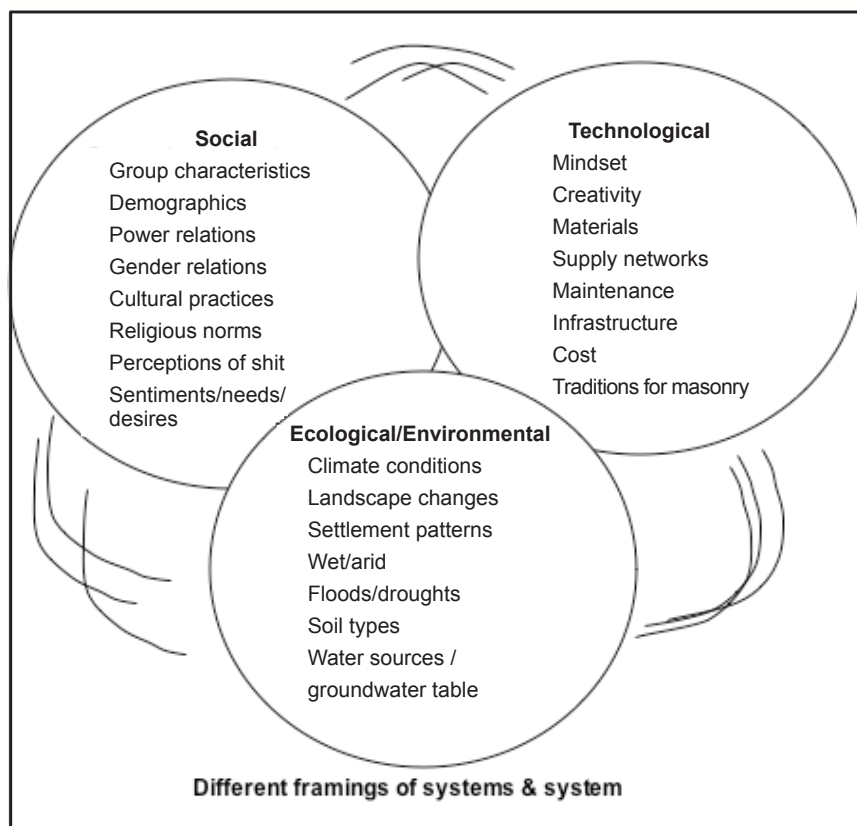 Social
Group characteristics
Demographics
Power relations
Gender relations
Cultural practices
Religious norms
Perceptions of shit
Sentiments/needs/
desires
Technological
Mindset
Creativity
Materials
Supply networks
Maintenance
Infrastructure
Cost
Traditions for masonry
Ecological/Environmental
Climate conditions
Landscape changes
Settlement patterns
Wet/arid
Floods/droughts
Soil types
Water sources /
groundwater table
Different framings of systems & system